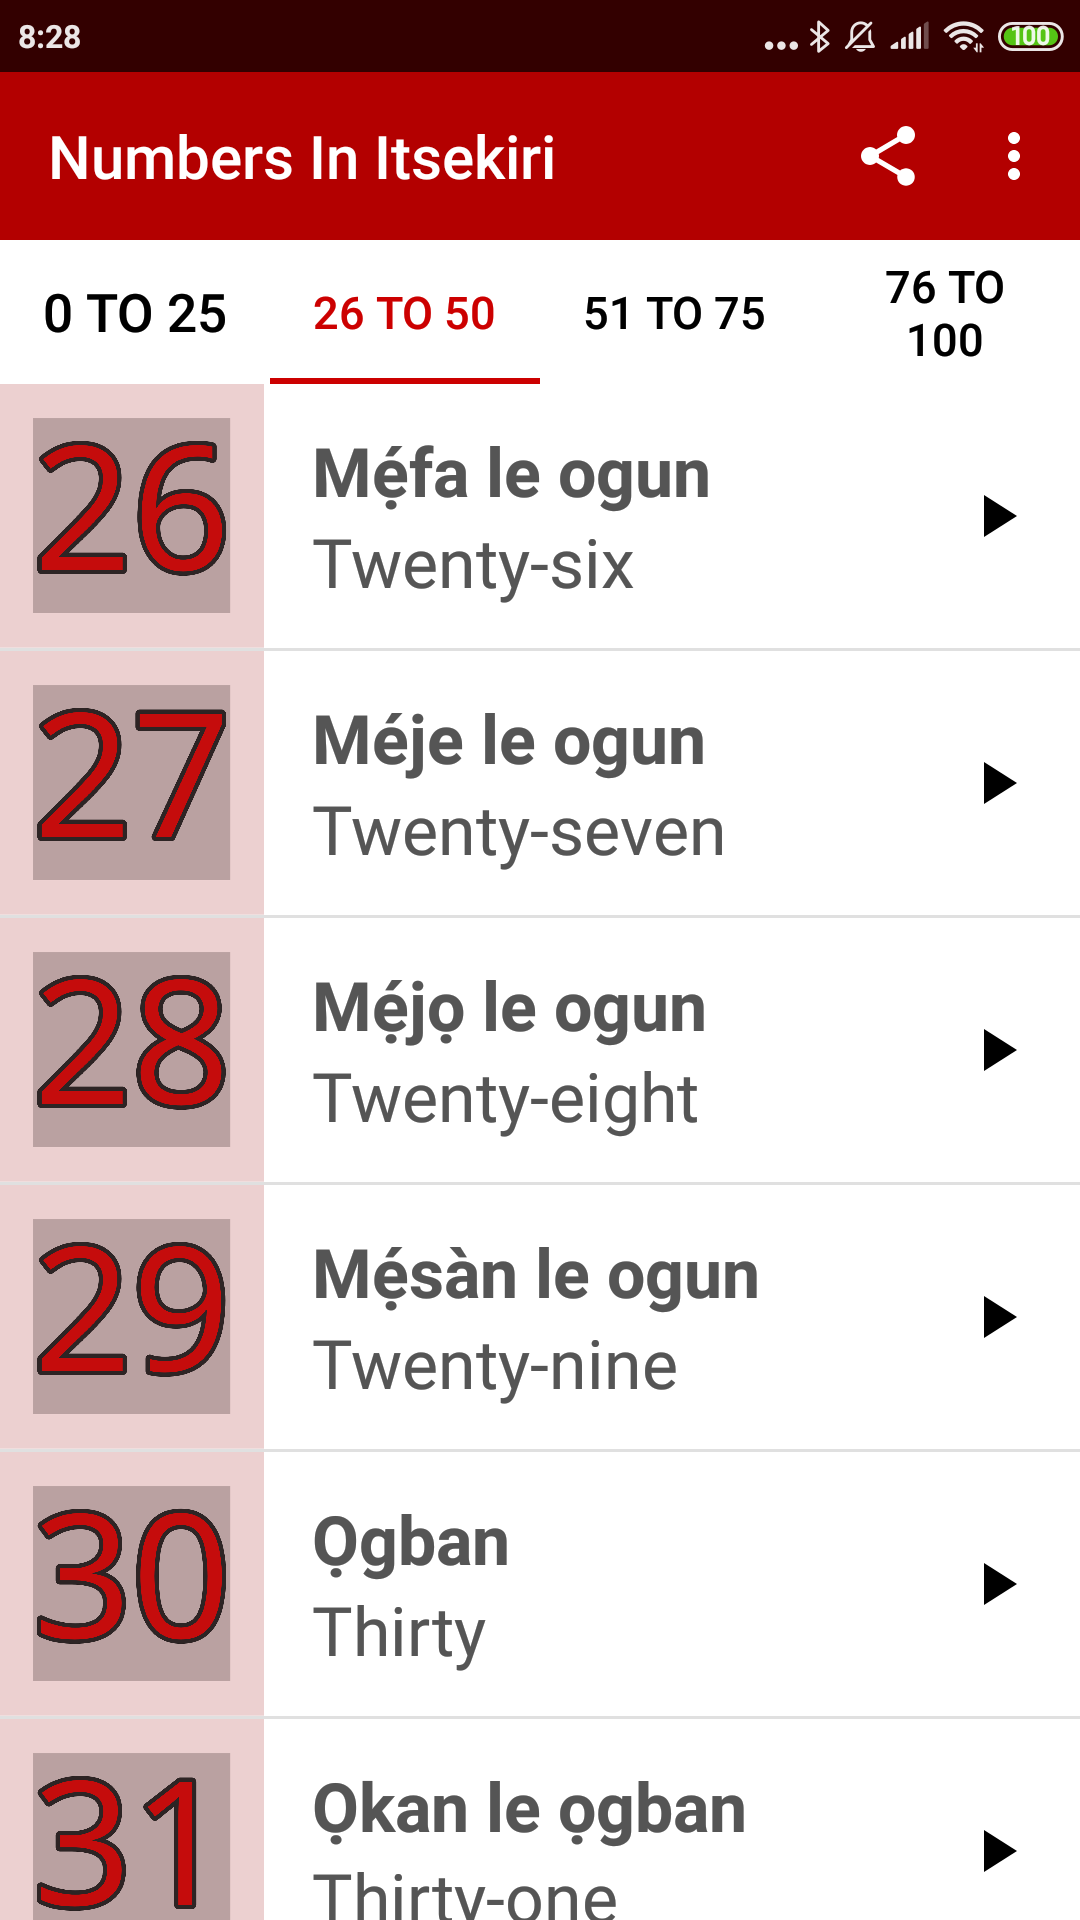 8:28
100
Numbers In Itsekiri
0 TO 25
26 TO 50
51 TO 75
76 TO
100
26
Mẹ́fa le ogun
Twenty-six
27
Méje le ogun
Twenty-seven
28
Mẹ́jọ le ogun
Twenty-eight
29
Mẹ́sàn le ogun
Twenty-nine
30
Ọgban
Thirty
31
Ọkan le ọgban
Thirty-one